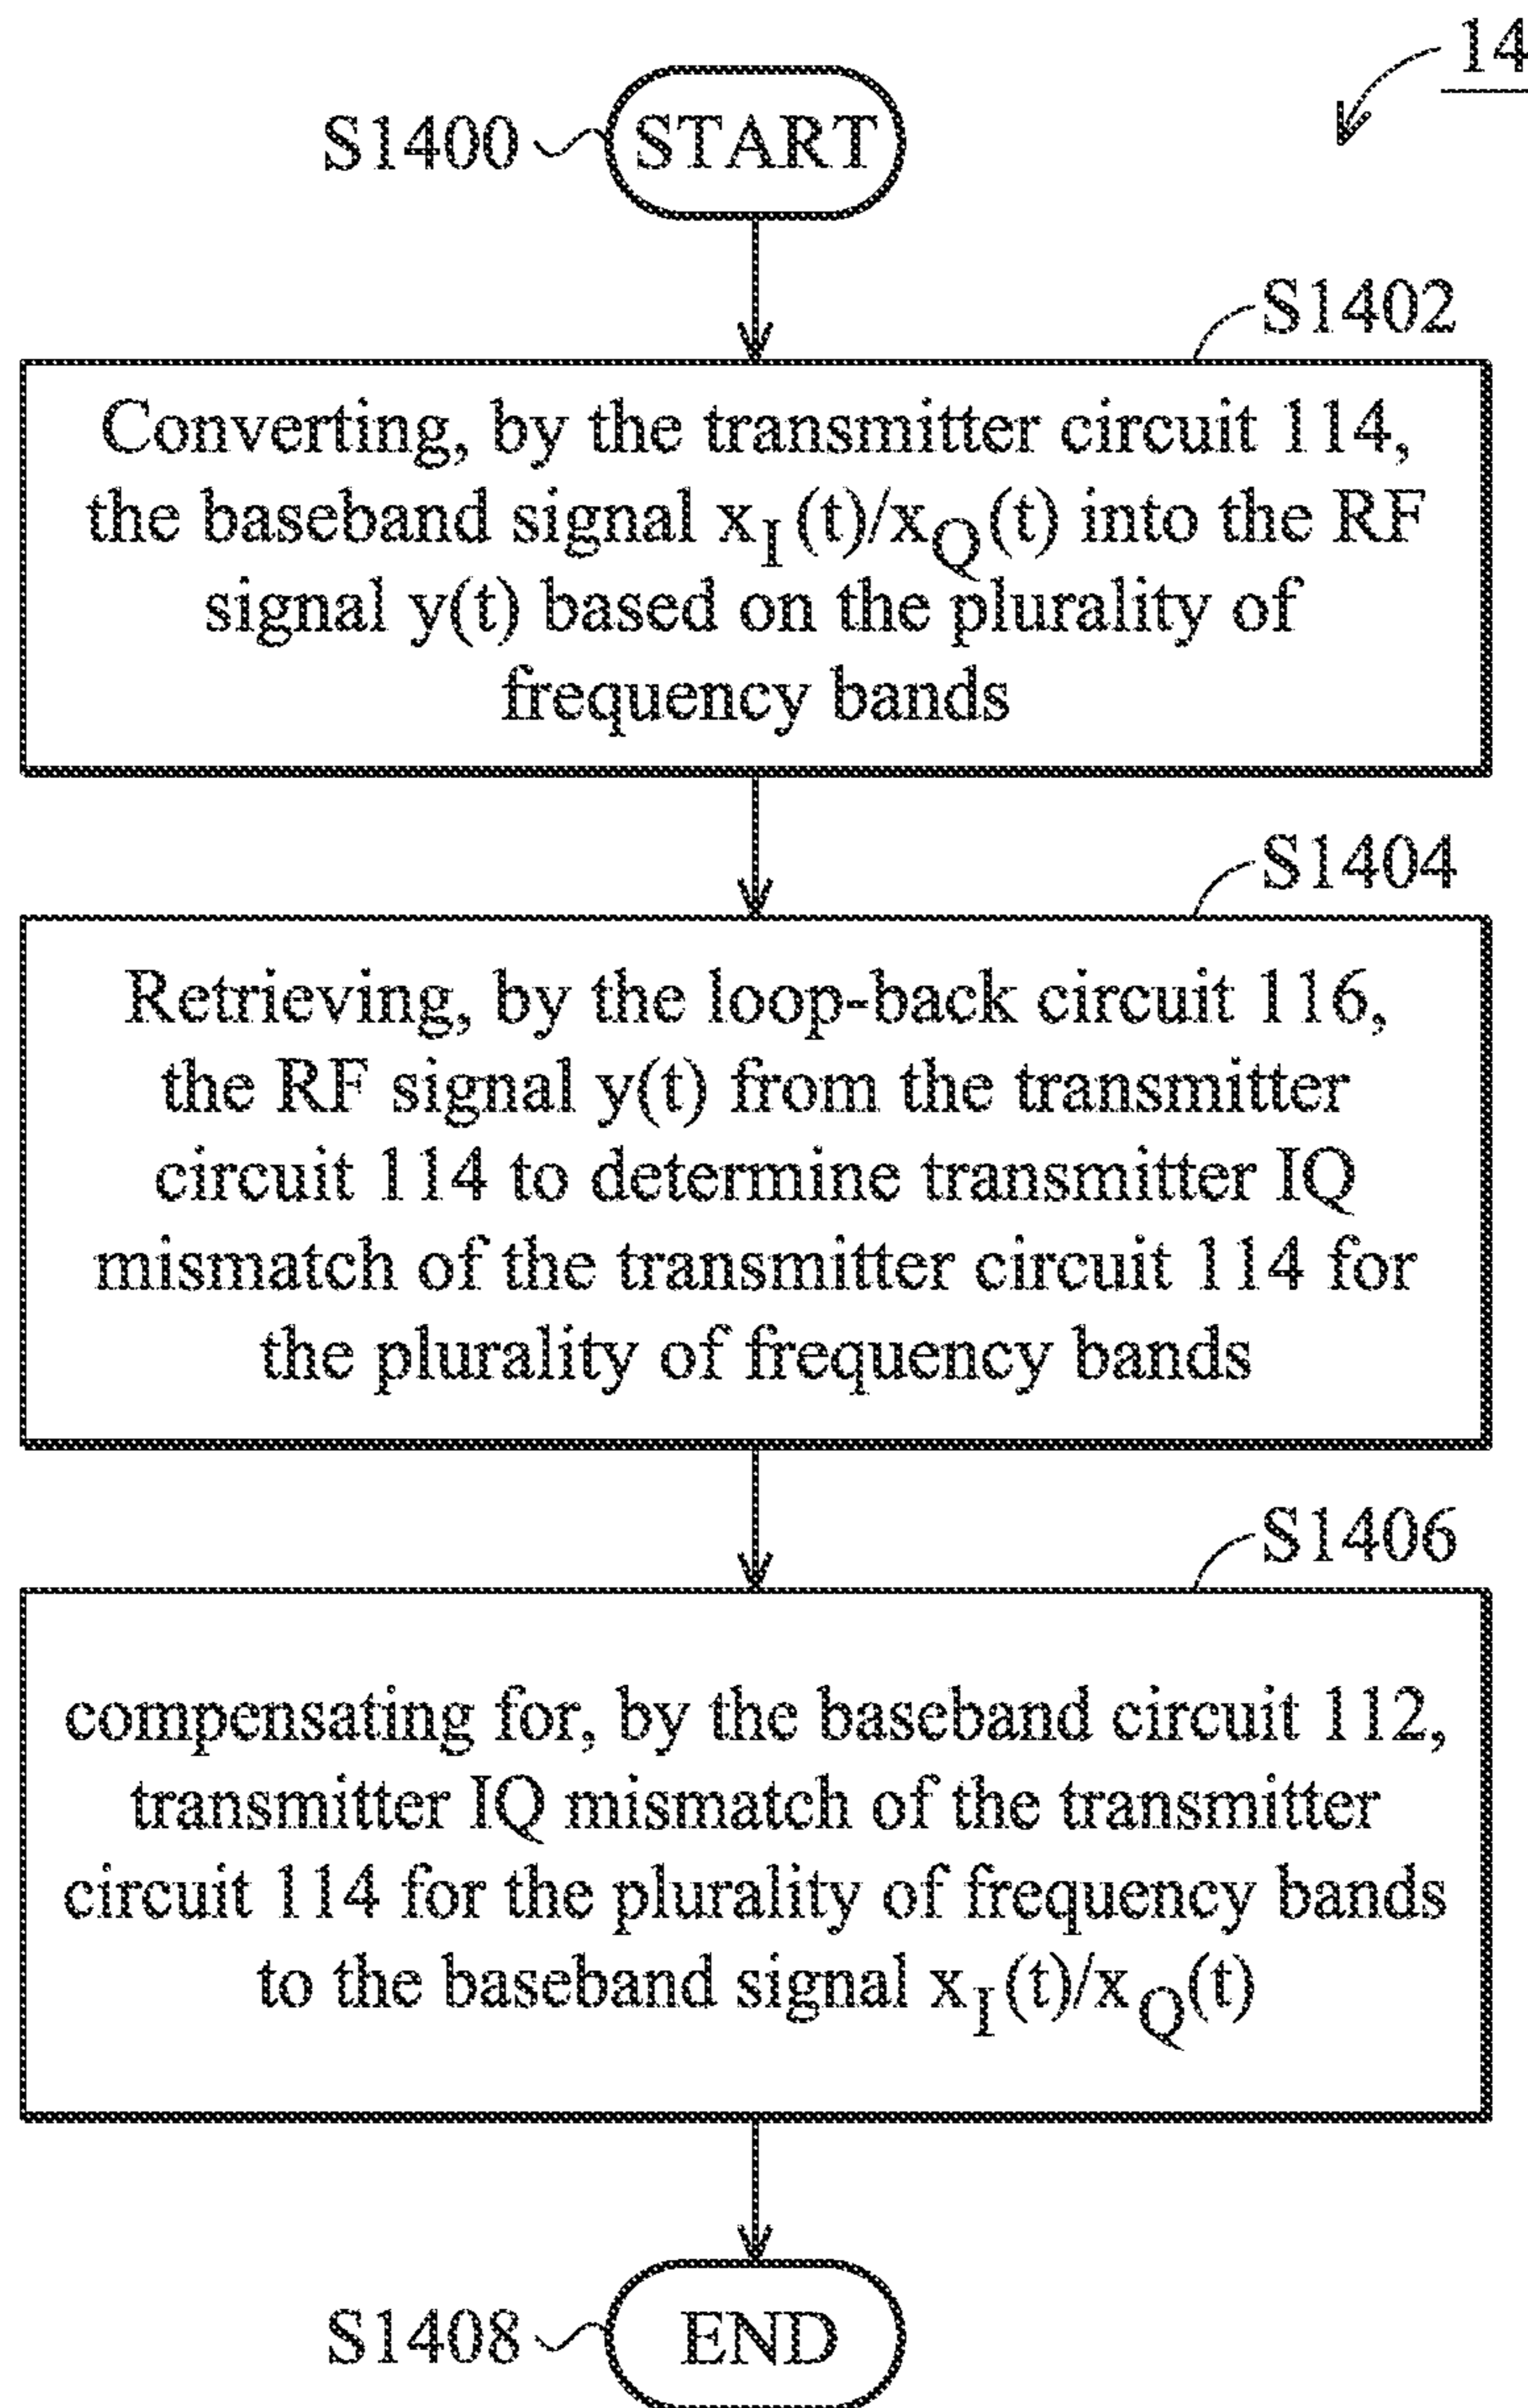 14
S1400
START
S1402
Converting, by the transmitter circuit 114,
the baseband signal x_I(t)/x_Q(t) into the RF
signal y(t) based on the plurality of
frequency bands
S1404
Retrieving, by the loop-back circuit 116,
the RF signal y(t) from the transmitter
circuit 114 to determine transmitter IQ
mismatch of the transmitter circuit 114 for
the plurality of frequency bands
S1406
compensating for, by the baseband circuit 112,
transmitter IQ mismatch of the transmitter
circuit 114 for the plurality of frequency bands
to the baseband signal x_I(t)/x_Q(t)
S1408
END